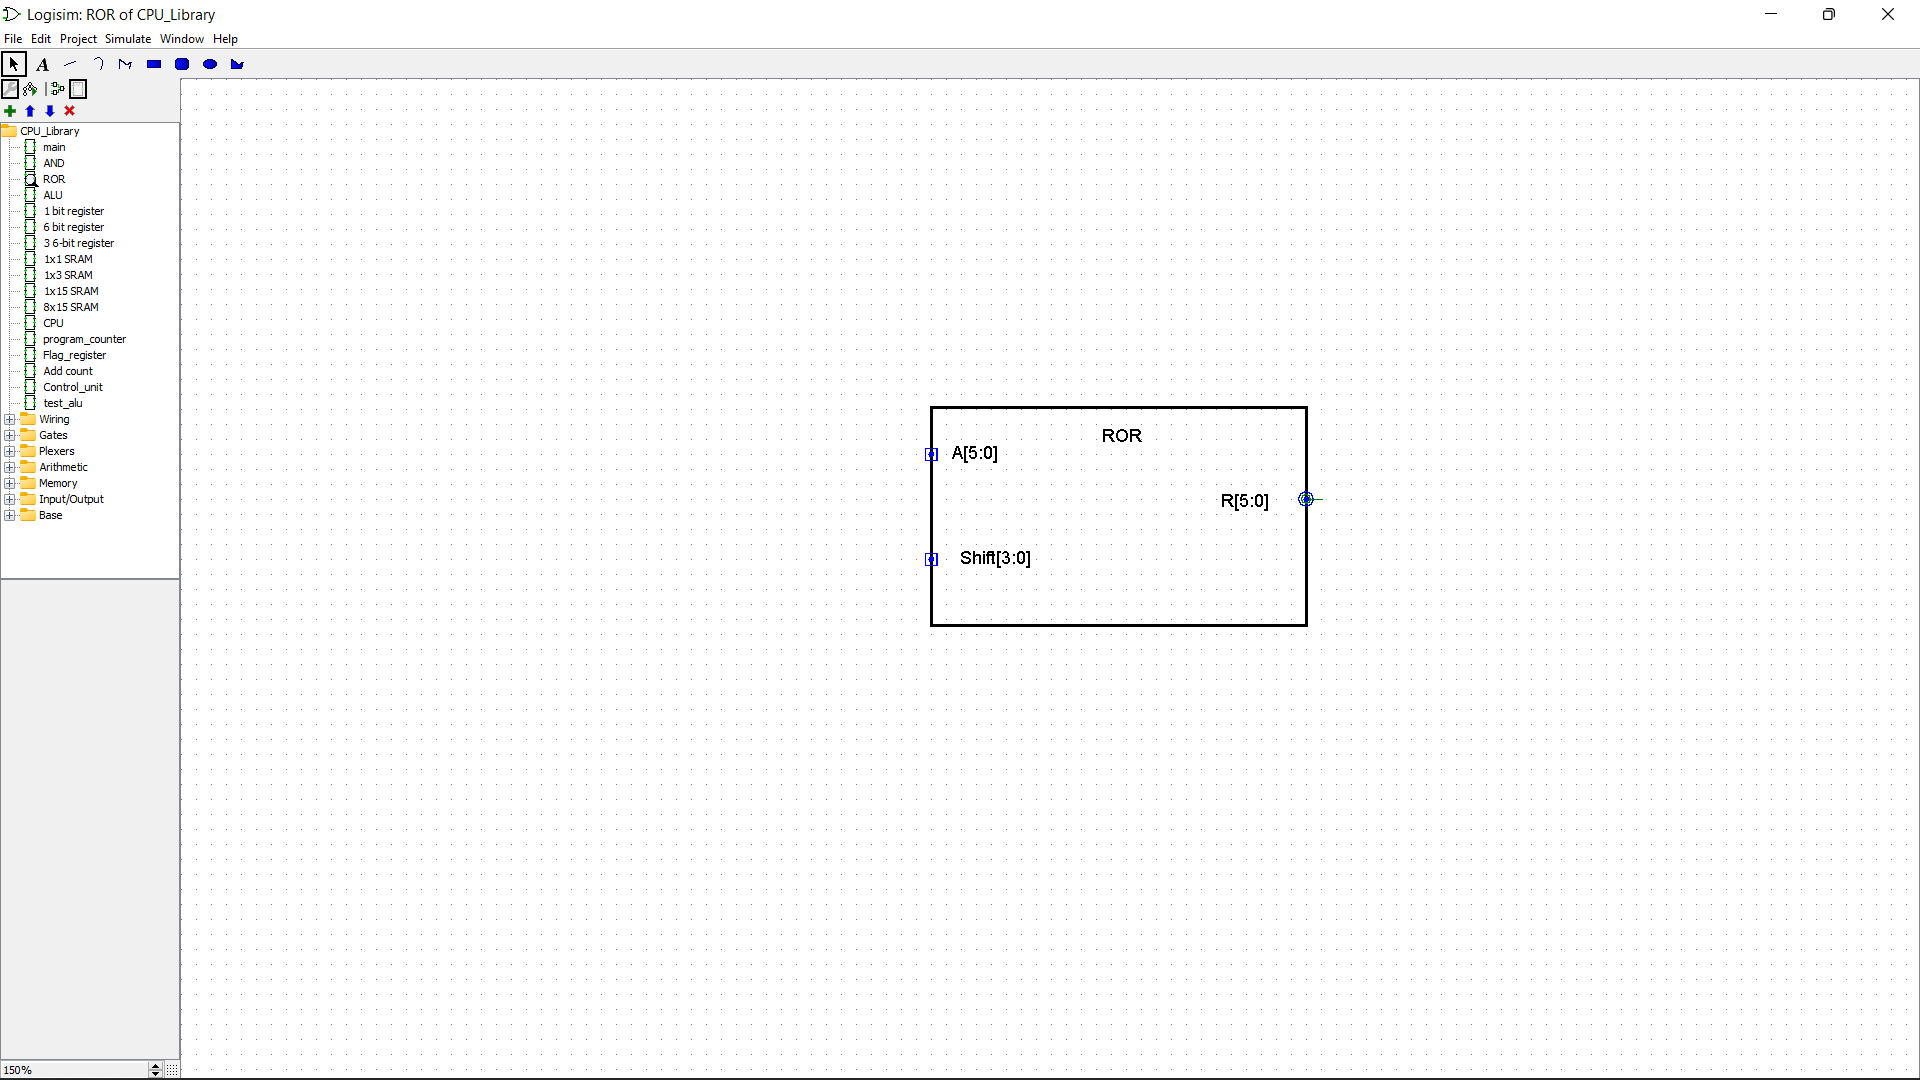 Logisim: ROR of CPU_Library
File Edit Project Simulate Window Help
A
CPU_Library
main
AND
ROR
ALU
1 bit register
6 bit register
3 6-bit register
1x1 SRAM
1x3 SRAM
1x15 SRAM
8x15 SRAM
CPU
program_counter
Flag_register
Add count
Control_unit
test_alu
Wiring
Gates
Plexers
Arithmetic
Memory
Input/Output
Base
ROR
A[5:0]
R[5:0]
Shift[3:0]
150%